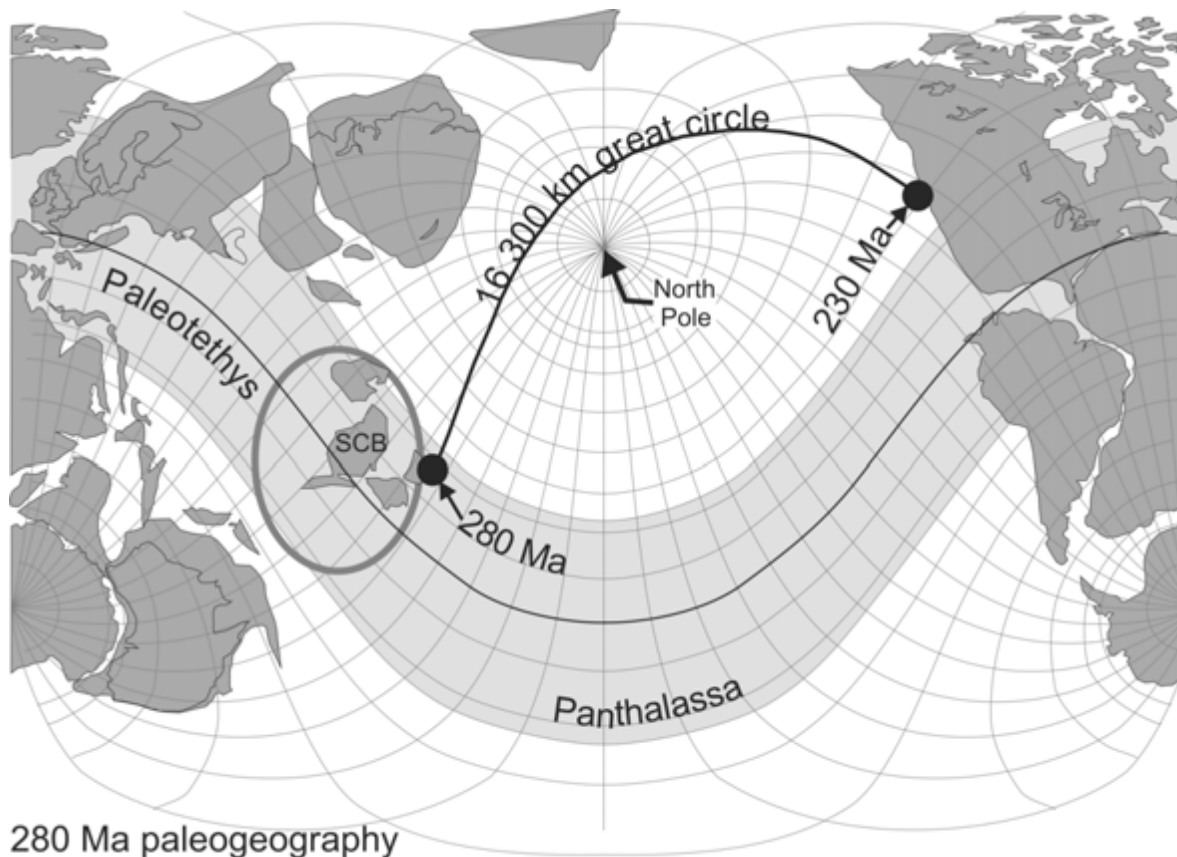 16 300 km great circle
230 Ma
North
Pole
Paleotethys
SCB
280 Ma
Panthalassa
280 Ma paleogeography